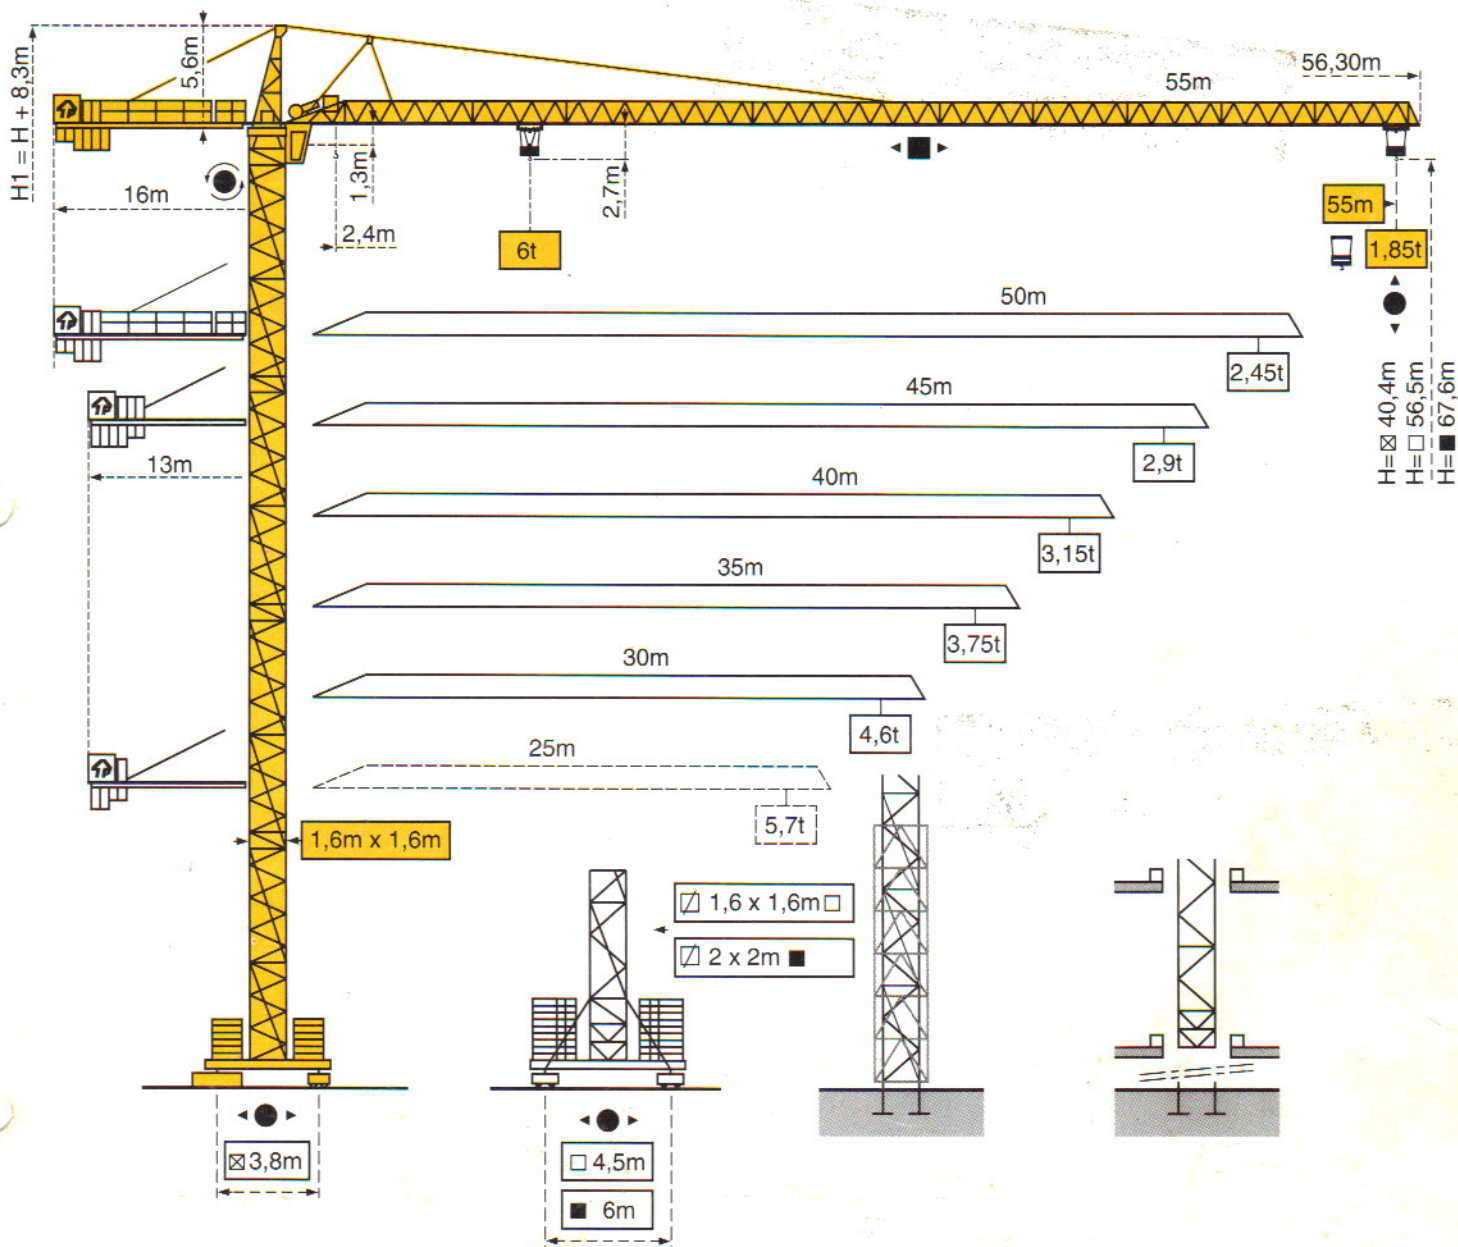 H1 = H + 8,3m
5,6m
56,30m
55m
1,3m
2,7m
16m
2,4m
6t
55m
1,85t
50m
2,45t
45m
2,9t
H= 40,4m
H= 56,5m
H= 67,6m
13m
40m
3,15t
35m
3,75t
30m
4,6t
25m
5,7t
1,6m x 1,6m
1,6 x 1,6m
2 x 2m
3,8m
4,5m
6m